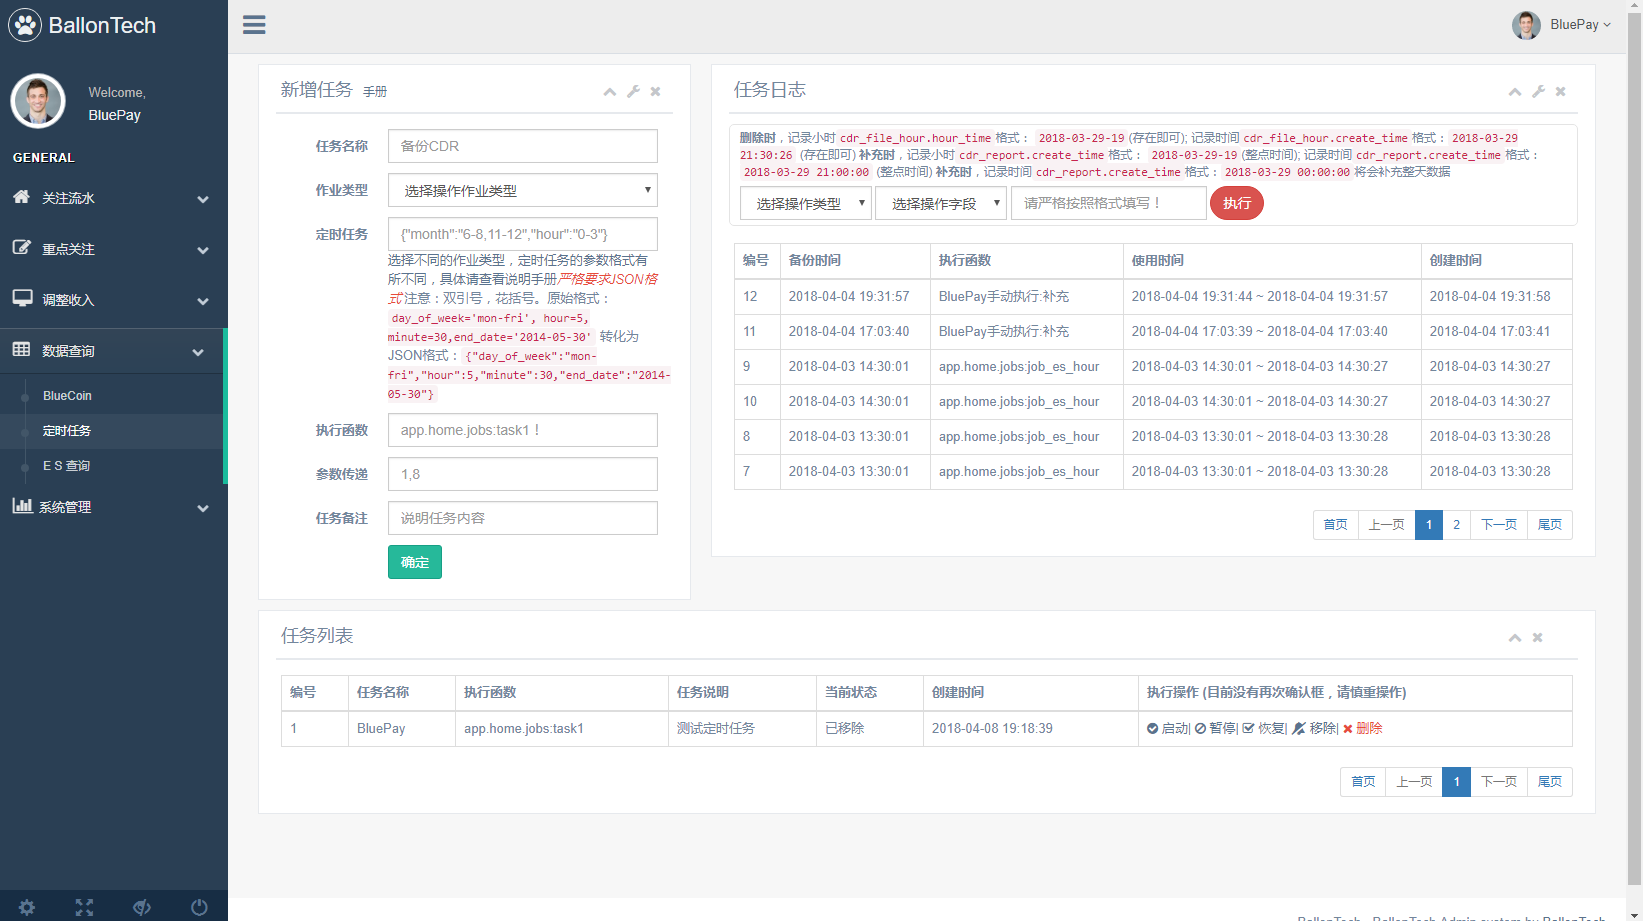 BallonTech
BluePay
Welcome,
BluePay
GENERAL
关注流水
重点关注
调整收入
数据查询
BlueCoin
定时任务
E S 查询
系统管理
新增任务 手册
任务名称 备份CDR
作业类型 选择操作作业类型
定时任务 {"month":"6-8,11-12","hour":"0-3"}
选择不同的作业类型，定时任务的参数格式有
所不同，具体请查看说明手册严格要求JSON格
式 注意：双引号，花括号。原始格式：
day_of_week='mon-fri', hour=5,
minute=30,end_date='2014-05-30' 转化为
JSON格式： {"day_of_week":"mon-
fri","hour":5,"minute":30,"end_date":"2014-
05-30"}
执行函数 app.home.jobs:task1！
参数传递 1,8
任务备注 说明任务内容
确定
任务日志
删除时，记录小时 cdr_file_hour.hour_time 格式： 2018-03-29-19 (存在即可); 记录时间 cdr_file_hour.create_time 格式： 2018-03-29
21:30:26 (存在即可) 补充时，记录小时 cdr_report.create_time 格式： 2018-03-29-19 (整点时间); 记录时间 cdr_report.create_time 格式：
2018-03-29 21:00:00 (整点时间) 补充时，记录时间 cdr_report.create_time 格式： 2018-03-29 00:00:00 将会补充整天数据
选择操作类型 选择操作字段 请严格按照格式填写！ 执行
编号 备份时间 执行函数 使用时间 创建时间
12 2018-04-04 19:31:57 BluePay手动执行:补充 2018-04-04 19:31:44 ~ 2018-04-04 19:31:57 2018-04-04 19:31:58
11 2018-04-04 17:03:40 BluePay手动执行:补充 2018-04-04 17:03:39 ~ 2018-04-04 17:03:40 2018-04-04 17:03:41
9 2018-04-03 14:30:01 app.home.jobs:job_es_hour 2018-04-03 14:30:01 ~ 2018-04-03 14:30:27 2018-04-03 14:30:27
10 2018-04-03 14:30:01 app.home.jobs:job_es_hour 2018-04-03 14:30:01 ~ 2018-04-03 14:30:27 2018-04-03 14:30:27
8 2018-04-03 13:30:01 app.home.jobs:job_es_hour 2018-04-03 13:30:01 ~ 2018-04-03 13:30:28 2018-04-03 13:30:28
7 2018-04-03 13:30:01 app.home.jobs:job_es_hour 2018-04-03 13:30:01 ~ 2018-04-03 13:30:28 2018-04-03 13:30:28
首页 上一页 1 2 下一页 尾页
任务列表
编号 任务名称 执行函数 任务说明 当前状态 创建时间 执行操作 (目前没有再次确认框，请慎重操作)
1 BluePay app.home.jobs:task1 测试定时任务 已移除 2018-04-08 19:18:39 启动| 暂停| 恢复| 移除| 删除
首页 上一页 1 下一页 尾页
BallonTech - BallonTech Admin system by BallonTech